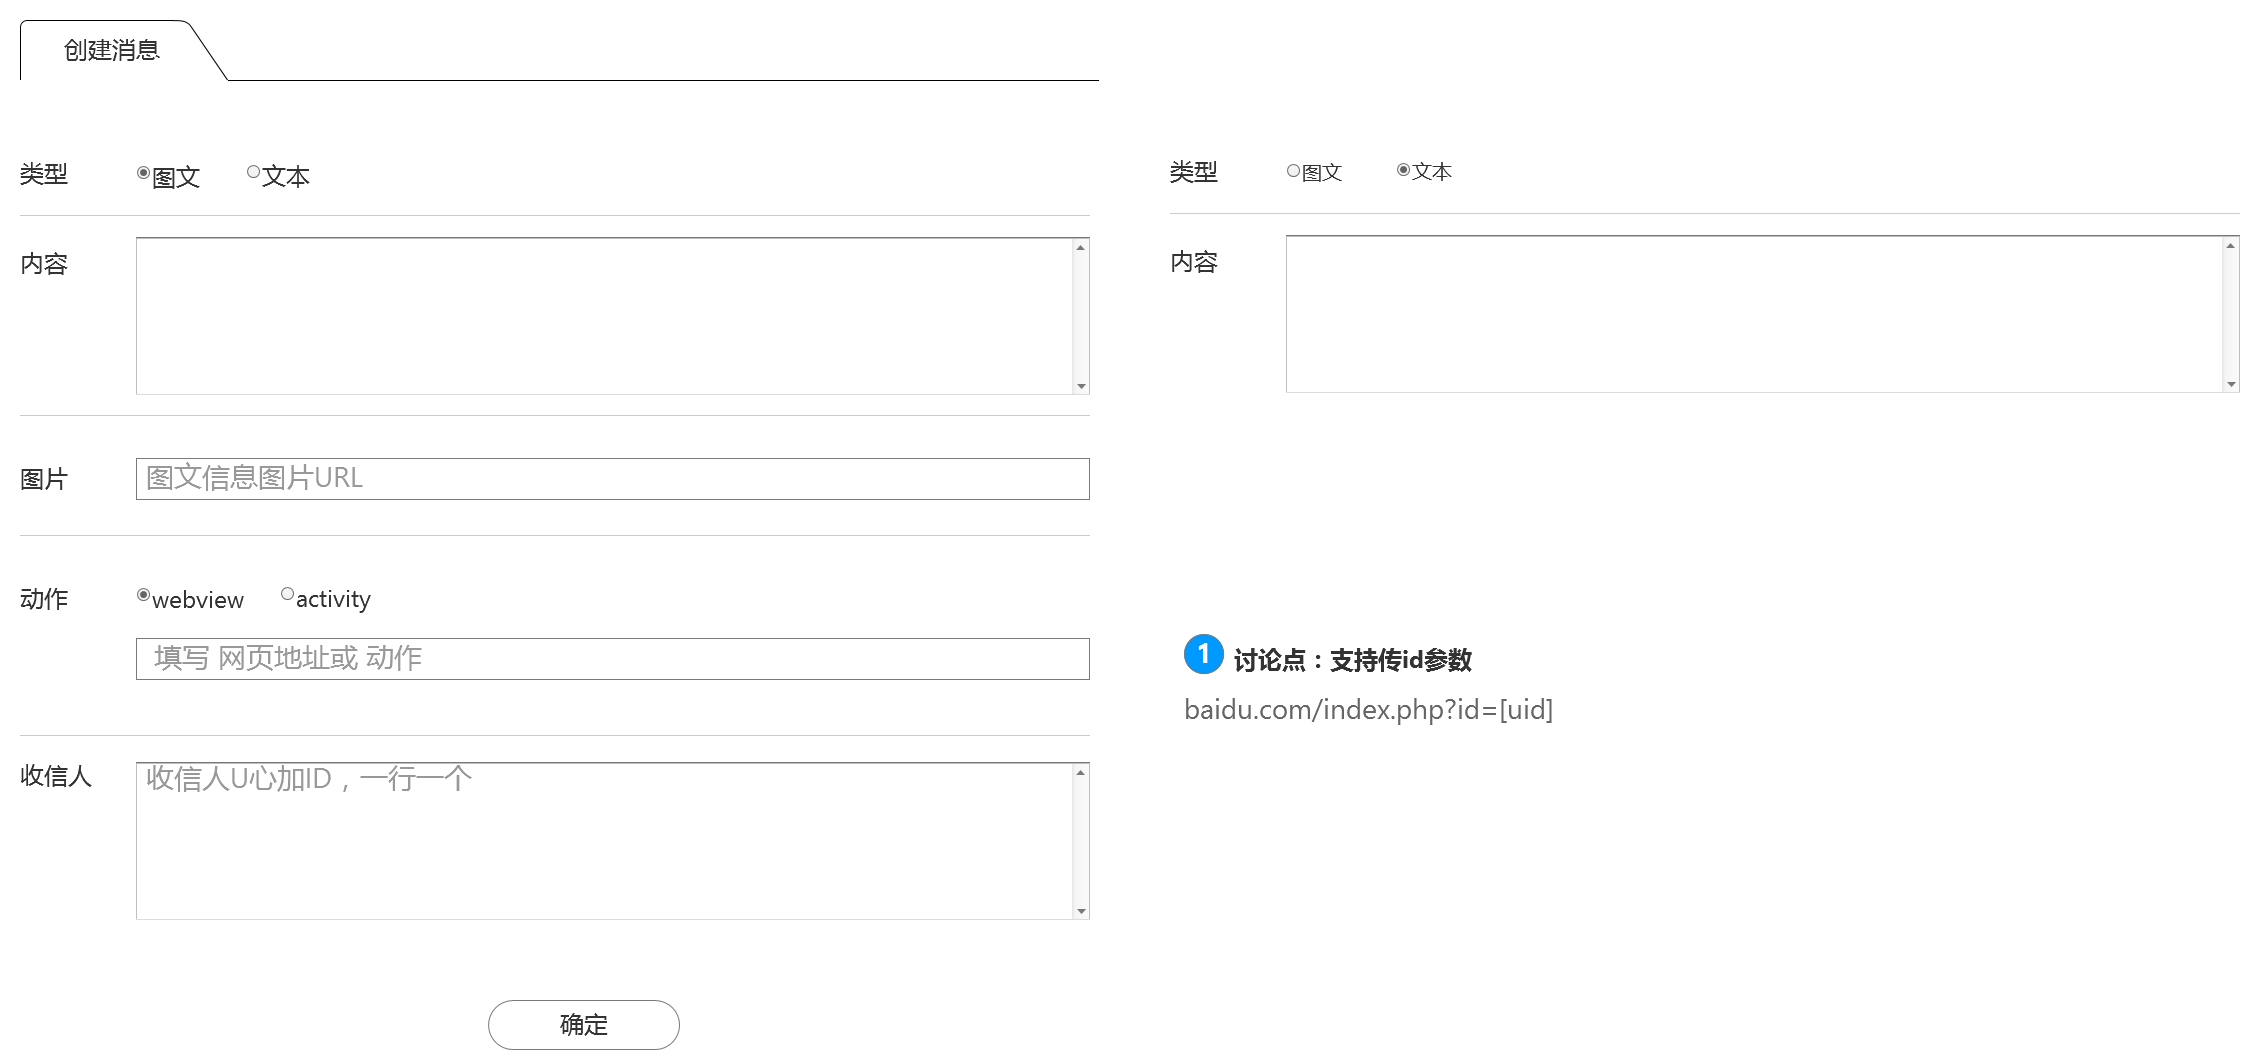 创建消息
类型 图文 文本
内容
图片 图文信息图片URL
动作 webview activity
填写 网页地址或 动作
收信人 收信人U心加ID，一行一个
确定
类型 图文 文本
内容
1 讨论点：支持传id参数
baidu.com/index.php?id=[uid]